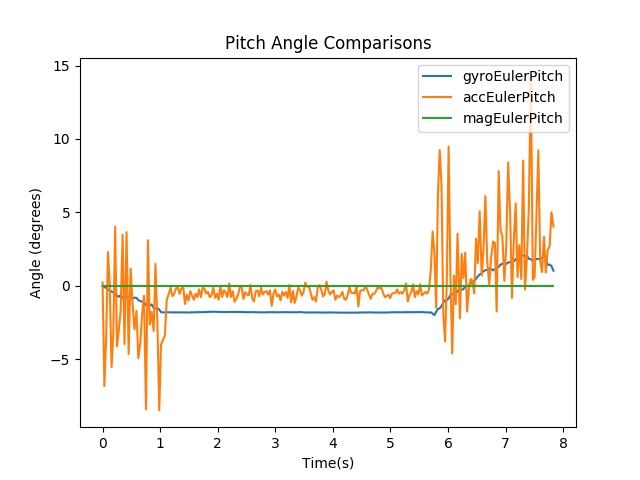 Pitch Angle Comparisons
gyroEulerPitch
accEulerPitch
magEulerPitch
Angle (degrees)
15
10
5
0
−5
0 1 2 3 4 5 6 7 8
Time(s)